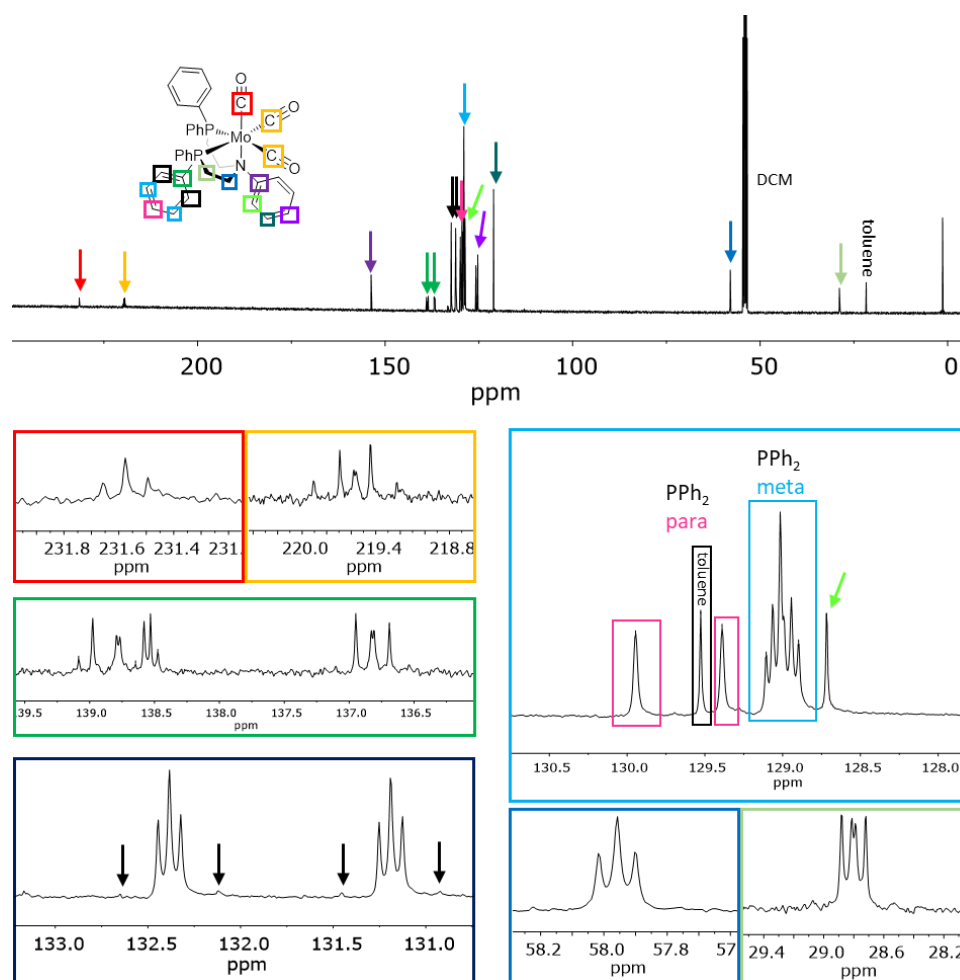 O
C
C
O
PhP
Mo
PhP
C
O
N
DCM
toluene
200
150
100
50
0
ppm
231.8
231.6
231.4
231.
ppm
220.0
219.4
218.8
ppm
139.5
139.0
138.5
138.0
137.5
137.0
136.5
ppm
133.0
132.5
132.0
131.5
131.0
ppm
PPh2
meta
PPh2
para
toluene
130.5
130.0
129.5
129.0
128.5
128.0
ppm
58.2
58.0
57.8
57
ppm
29.4
29.0
28.6
28.2
ppm